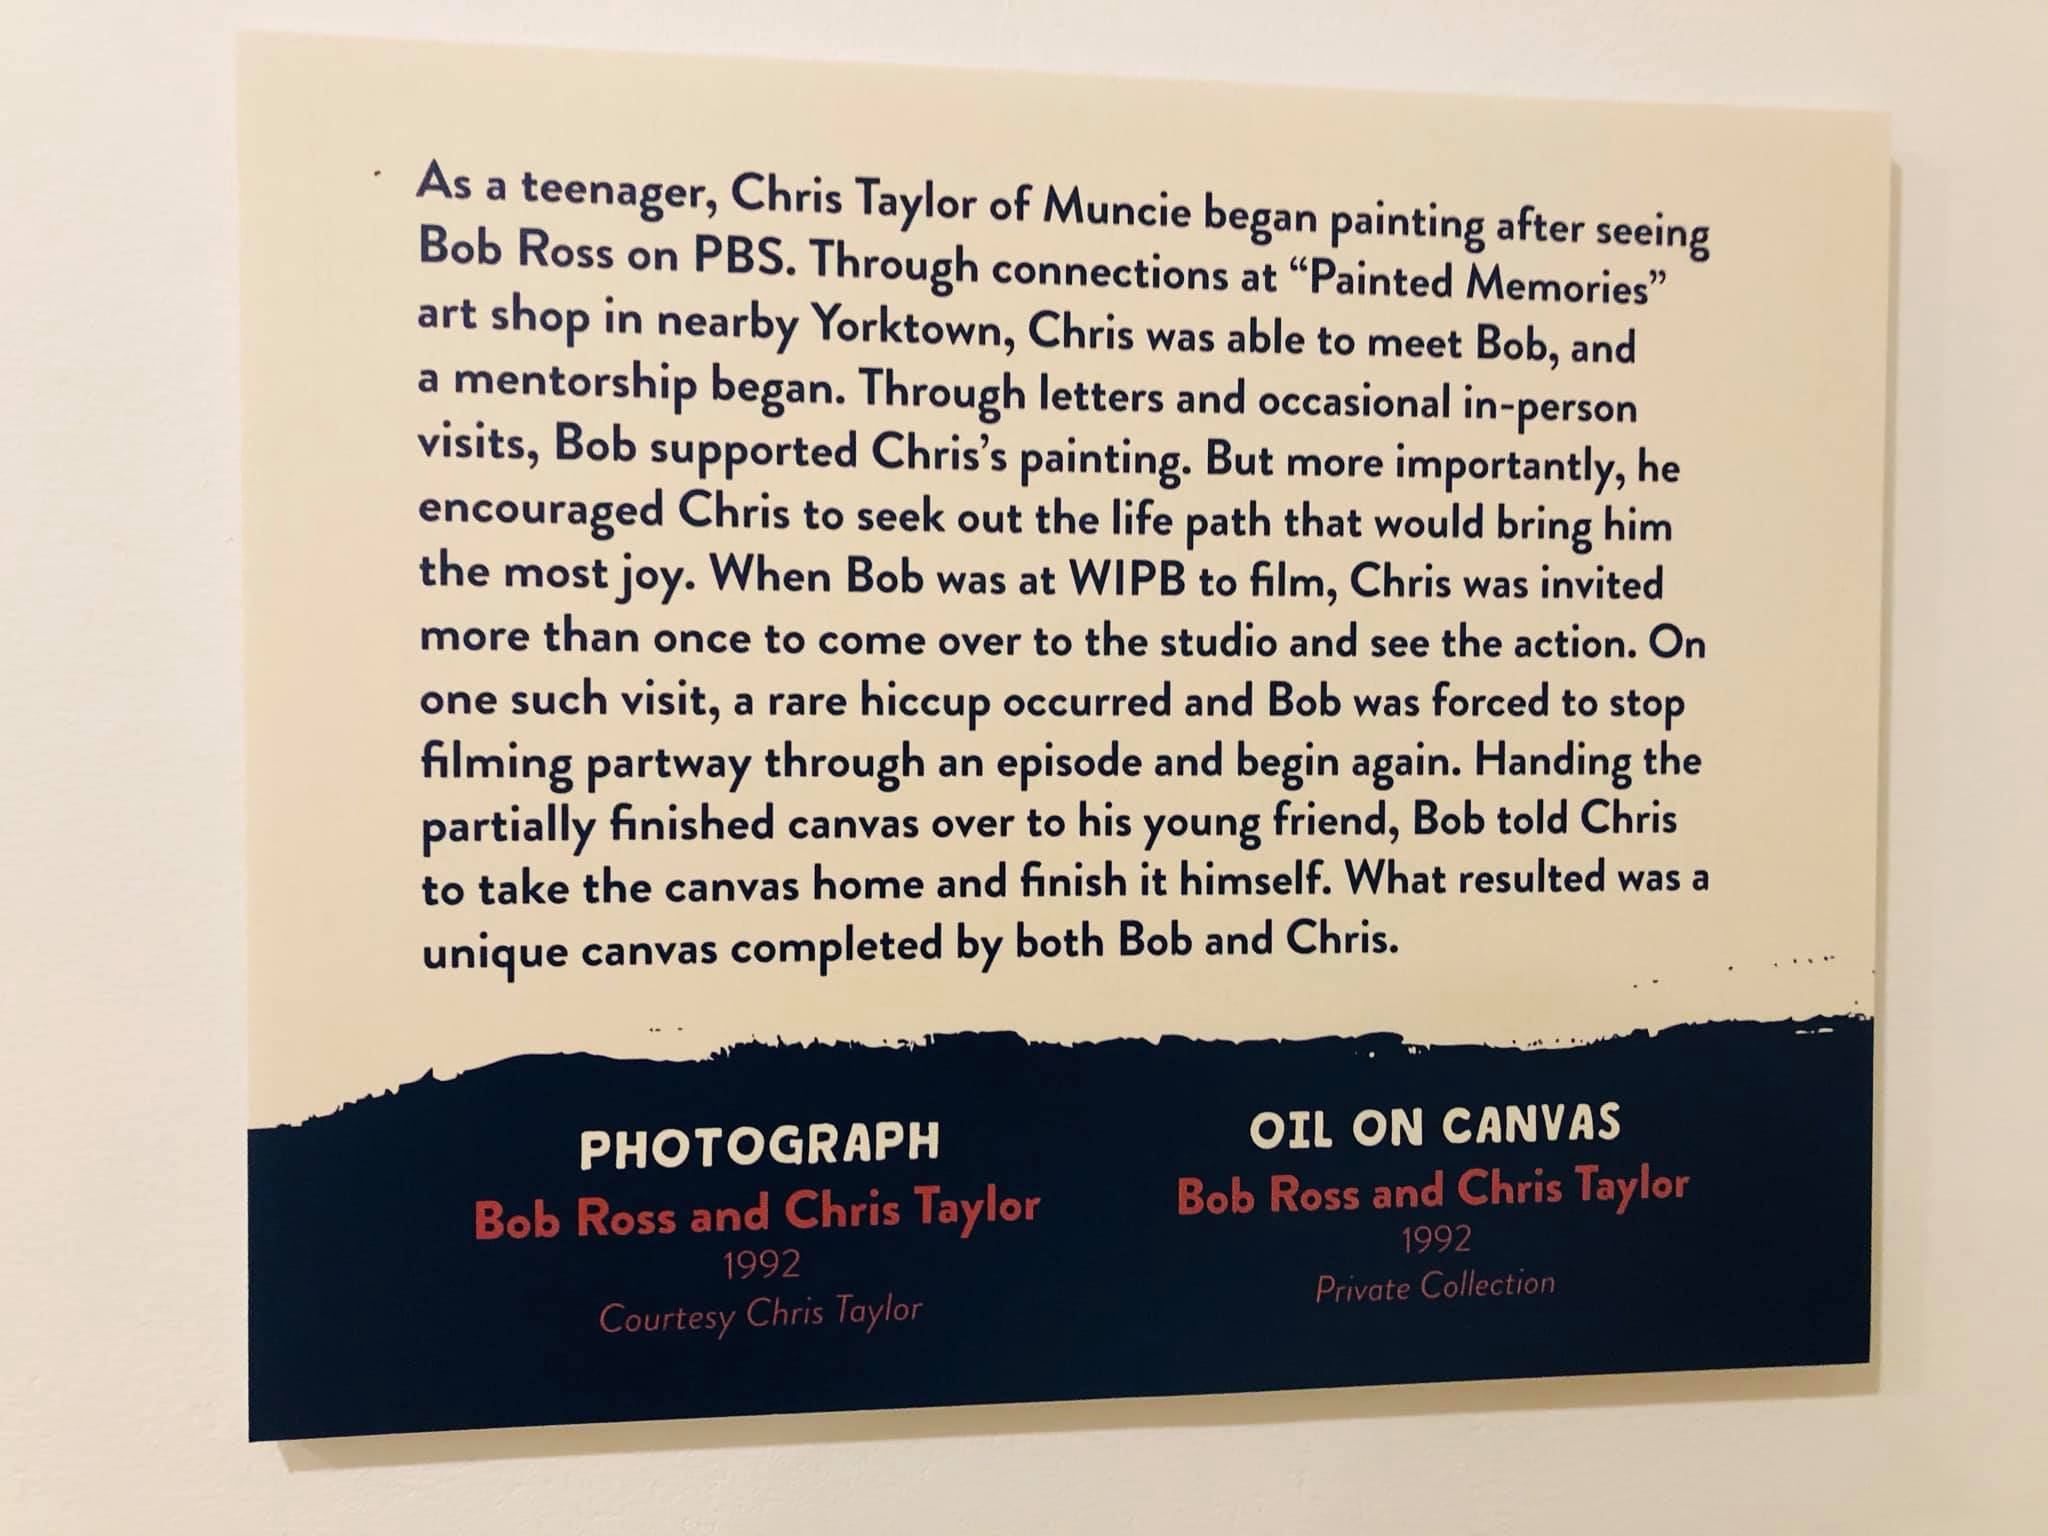 As a teenager, Chris Taylor of Muncie began painting after seeing
Bob Ross on PBS. Through connections at “Painted Memories”
art shop in nearby Yorktown, Chris was able to meet Bob, and
a mentorship began. Through letters and occasional in-person
visits, Bob supported Chris’s painting. But more importantly, he
encouraged Chris to seek out the life path that would bring him
the most joy. When Bob was at WIPB to film, Chris was invited
more than once to come over to the studio and see the action. On
one such visit, a rare hiccup occurred and Bob was forced to stop
filming partway through an episode and begin again. Handing the
partially finished canvas over to his young friend, Bob told Chris
to take the canvas home and finish it himself. What resulted was a
unique canvas completed by both Bob and Chris.
PHOTOGRAPH
Bob Ross and Chris Taylor
1992
Courtesy Chris Taylor
OIL ON CANVAS
Bob Ross and Chris Taylor
1992
Private Collection